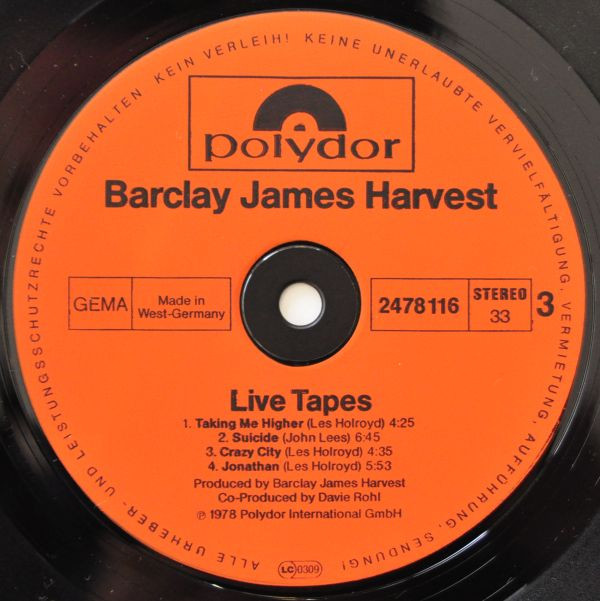 ALLE URHEBER- UND LEISTUNGSSCHUTZRECHTE VORBEHALTEN KEIN VERLEIH! KEINE UNERLAUBTE VERVIELFÄLTIGUNG, VERMIETUNG, AUFFÜHRUNG, SENDUNG!
polydor
Barclay James Harvest
GEMA
Made in
West-Germany
2478116
STEREO
33
3
Live Tapes
1. Taking Me Higher (Les Holroyd) 4:25
2. Suicide (John Lees) 6:45
3. Crazy City (Les Holroyd) 4:35
4. Jonathan (Les Holroyd) 5:53
Produced by Barclay James Harvest
Co-Produced by Davie Rohl
℗ 1978 Polydor International GmbH
LC 0309